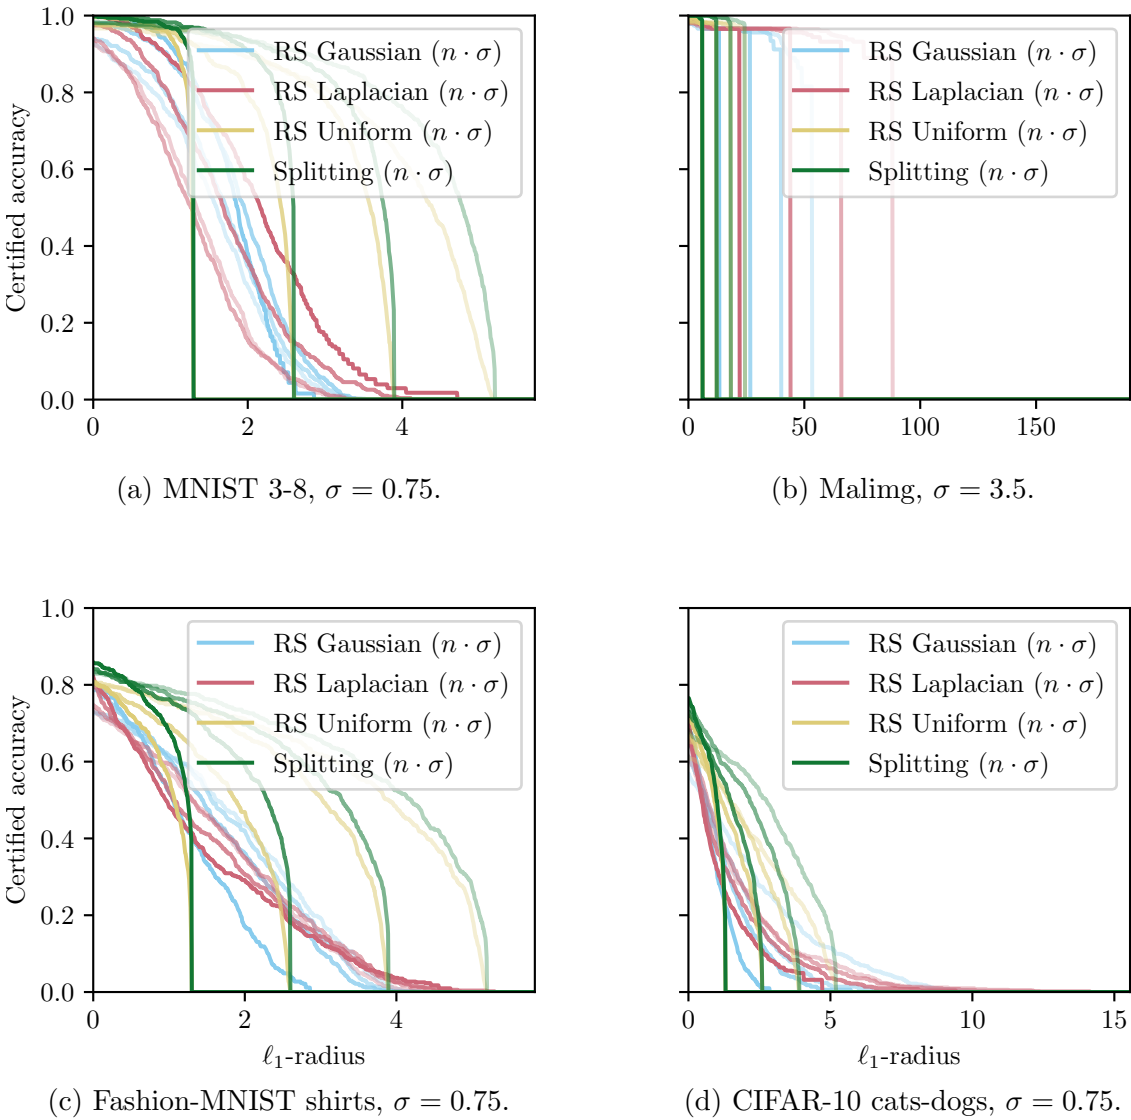 1.0
0.8
0.6
0.4
0.2
0.0
Certified accuracy
RS Gaussian (n · σ)
RS Laplacian (n · σ)
RS Uniform (n · σ)
Splitting (n · σ)
0 2 4
(a) MNIST 3-8, σ = 0.75.
RS Gaussian (n · σ)
RS Laplacian (n · σ)
RS Uniform (n · σ)
Splitting (n · σ)
0 50 100 150
(b) Malimg, σ = 3.5.
1.0
0.8
0.6
0.4
0.2
0.0
Certified accuracy
RS Gaussian (n · σ)
RS Laplacian (n · σ)
RS Uniform (n · σ)
Splitting (n · σ)
0 2 4
ℓ₁-radius
(c) Fashion-MNIST shirts, σ = 0.75.
RS Gaussian (n · σ)
RS Laplacian (n · σ)
RS Uniform (n · σ)
Splitting (n · σ)
0 5 10 15
ℓ₁-radius
(d) CIFAR-10 cats-dogs, σ = 0.75.